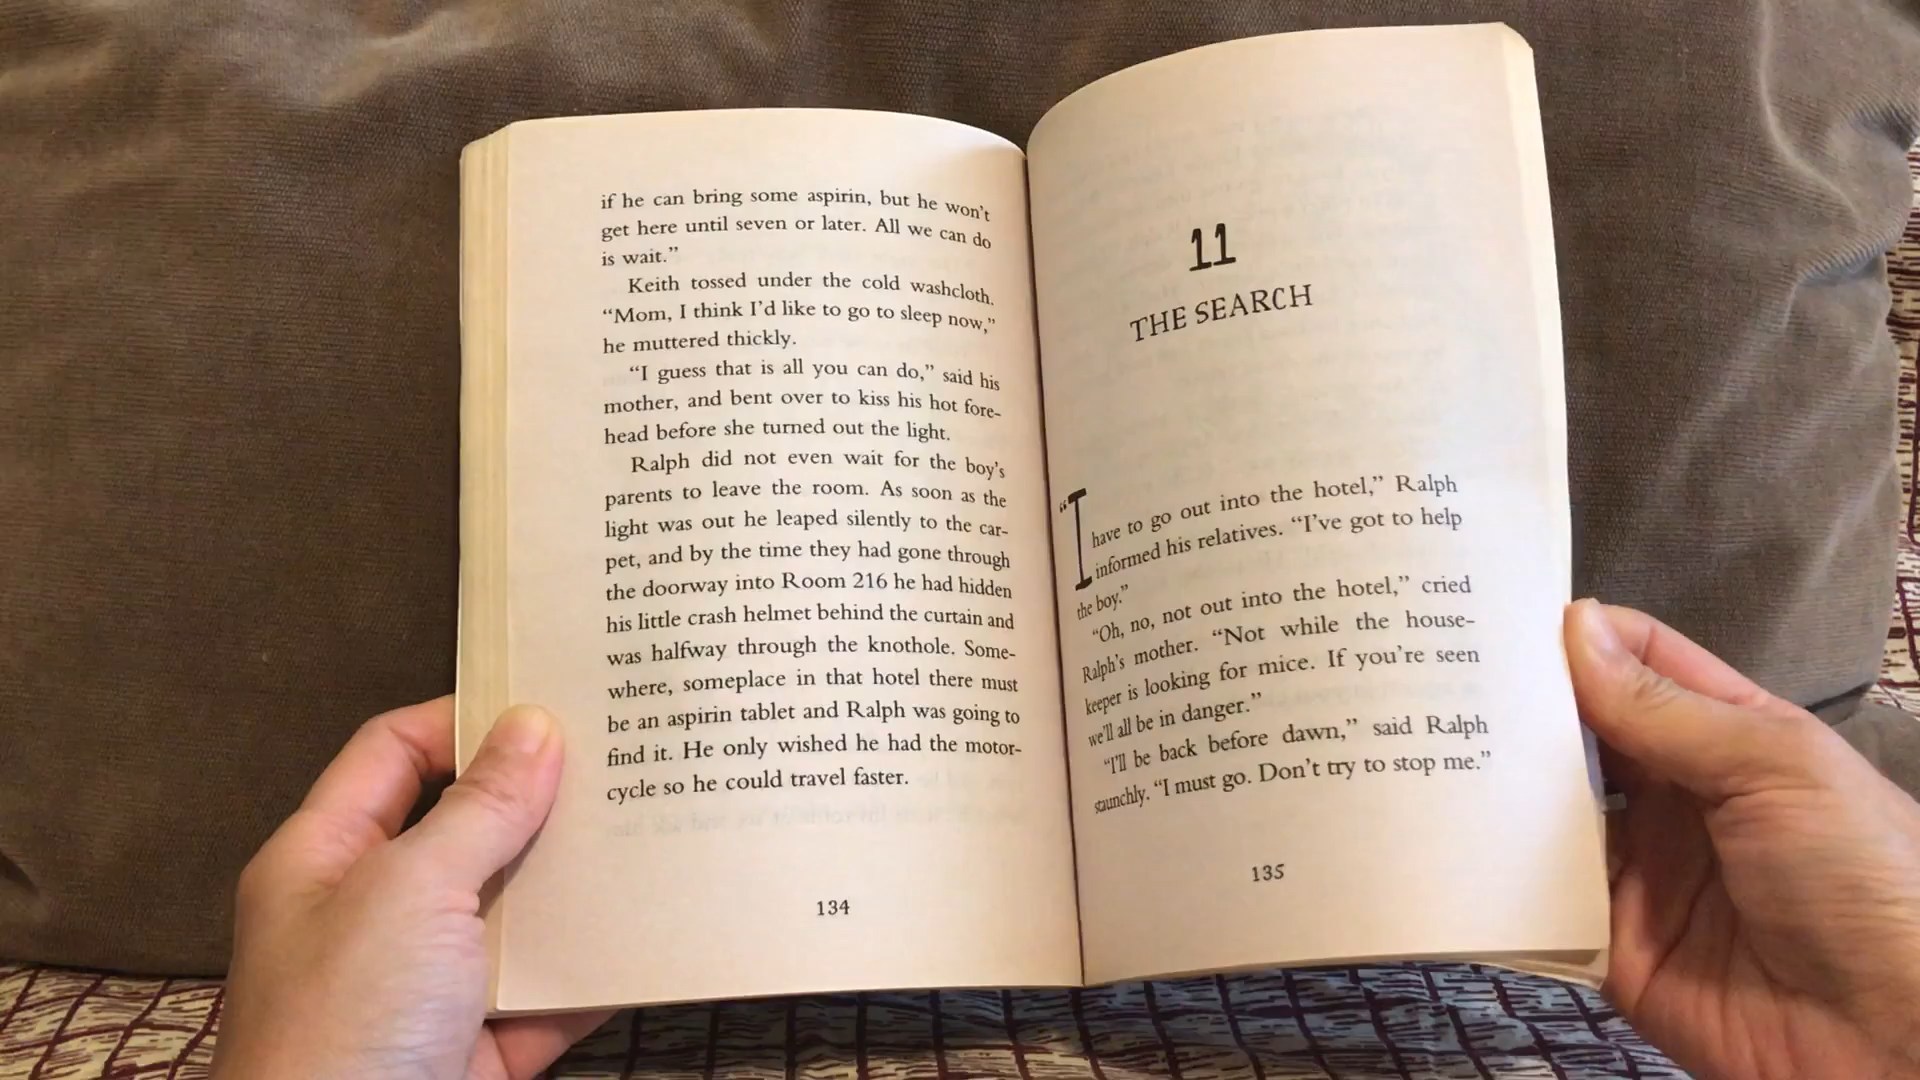 if he can bring some aspirin, but he won't
get here until seven or later. All we can do
is wait.”
Keith tossed under the cold washcloth.
“Mom, I think I’d like to go to sleep now,”
he muttered thickly.
“I guess that is all you can do,” said his
mother, and bent over to kiss his hot fore-
head before she turned out the light.
Ralph did not even wait for the boy’s
parents to leave the room. As soon as the
light was out he leaped silently to the car-
pet, and by the time they had gone through
the doorway into Room 216 he had hidden
his little crash helmet behind the curtain and
was halfway through the knothole. Some-
where, someplace in that hotel there must
be an aspirin tablet and Ralph was going to
find it. He only wished he had the motor-
cycle so he could travel faster.
134
11
THE SEARCH
“I have to go out into the hotel,” Ralph
informed his relatives. “I’ve got to help
the boy.”
“Oh, no, not out into the hotel,” cried
Ralph’s mother. “Not while the house-
keeper is looking for mice. If you’re seen
we’ll all be in danger.”
“I’ll be back before dawn,” said Ralph
staunchly. “I must go. Don’t try to stop me.”
135